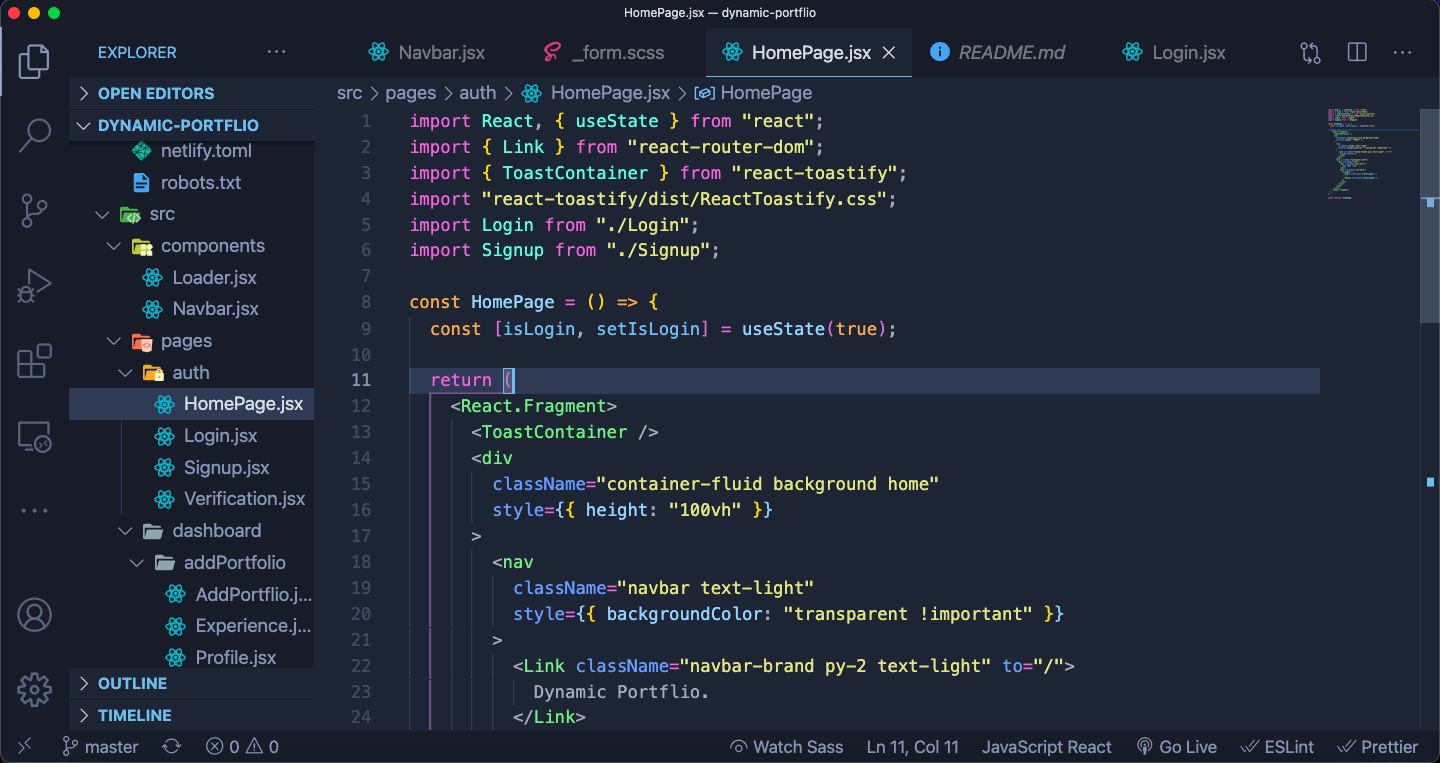 HomePage.jsx — dynamic-portflio
EXPLORER
Navbar.jsx
_form.scss
HomePage.jsx
README.md
Login.jsx
OPEN EDITORS
DYNAMIC-PORTFLIO
netlify.toml
robots.txt
src
components
Loader.jsx
Navbar.jsx
pages
auth
HomePage.jsx
Login.jsx
Signup.jsx
Verification.jsx
dashboard
addPortfolio
AddPortflio.j...
Experience.j...
Profile.jsx
OUTLINE
TIMELINE
src > pages > auth > HomePage.jsx > HomePage
1 import React, { useState } from "react";
2 import { Link } from "react-router-dom";
3 import { ToastContainer } from "react-toastify";
4 import "react-toastify/dist/ReactToastify.css";
5 import Login from "./Login";
6 import Signup from "./Signup";
7
8 const HomePage = () => {
9 const [isLogin, setIsLogin] = useState(true);
10
11 return (
12 <React.Fragment>
13 <ToastContainer />
14 <div
15 className="container-fluid background home"
16 style={{ height: "100vh" }}
17 >
18 <nav
19 className="navbar text-light"
20 style={{ backgroundColor: "transparent !important" }}
21 >
22 <Link className="navbar-brand py-2 text-light" to="/">
23 Dynamic Portflio.
24 </Link>
master 0 0 Watch Sass Ln 11, Col 11 JavaScript React Go Live ESLint Prettier